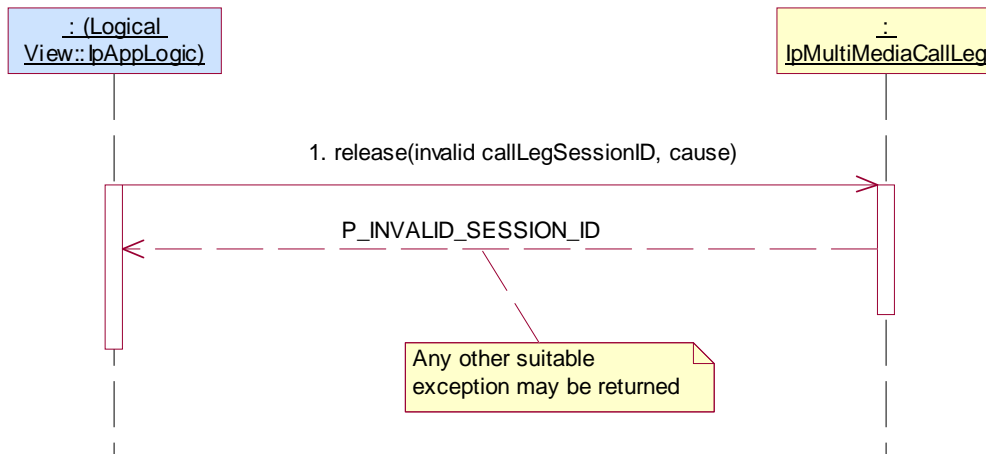 : (Logical
View::IpAppLogic)
:
IpMultiMediaCallLeg
1. release(invalid callLegSessionID, cause)
P_INVALID_SESSION_ID
Any other suitable
exception may be returned